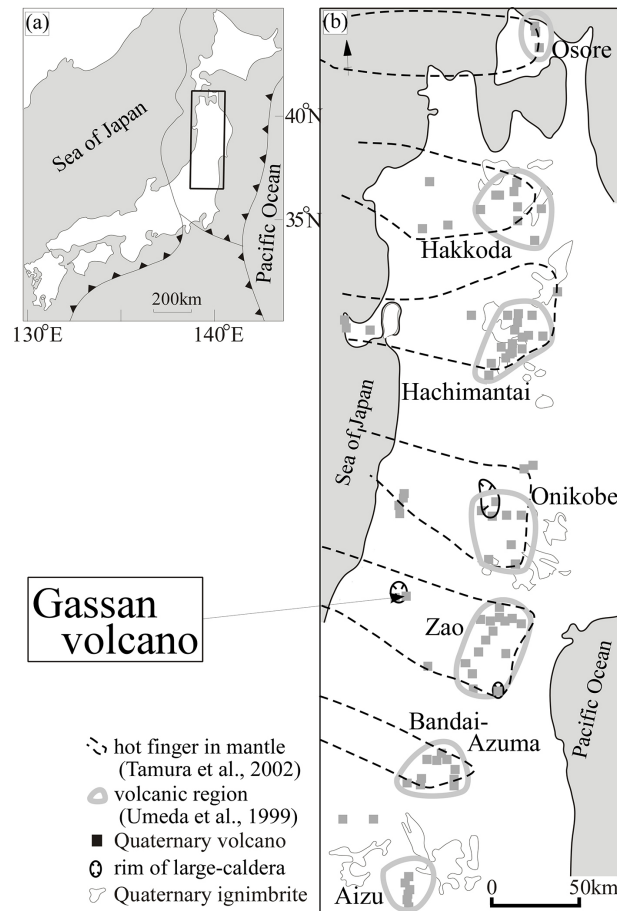 (a)
Sea of Japan
Pacific Ocean
40°N
35°N
200km
130°E
140°E
(b)
Osore
Hakkoda
Hachimantai
Sea of Japan
Onikobe
Gassan
volcano
Zao
Bandai-
Azuma
Pacific Ocean
Aizu
0
50km
hot finger in mantle
(Tamura et al., 2002)
volcanic region
(Umeda et al., 1999)
Quaternary volcano
rim of large-caldera
Quaternary ignimbrite